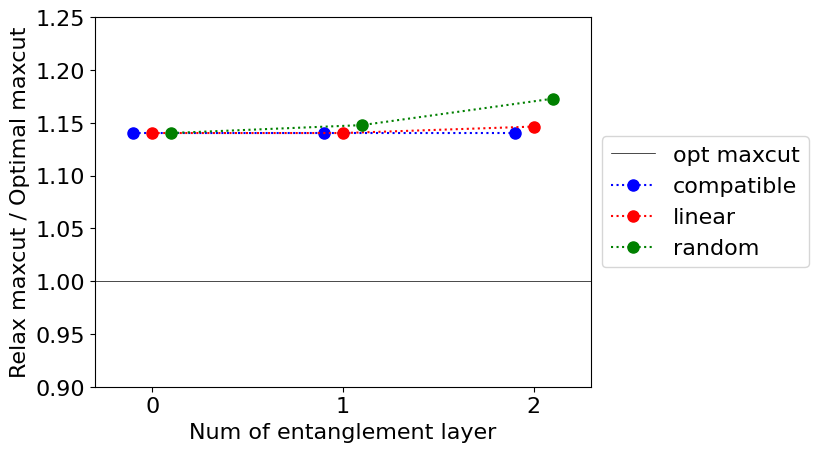 Relax maxcut / Optimal maxcut
1.25
1.20
1.15
1.10
1.05
1.00
0.95
0.90
0
1
2
Num of entanglement layer
opt maxcut
compatible
linear
random